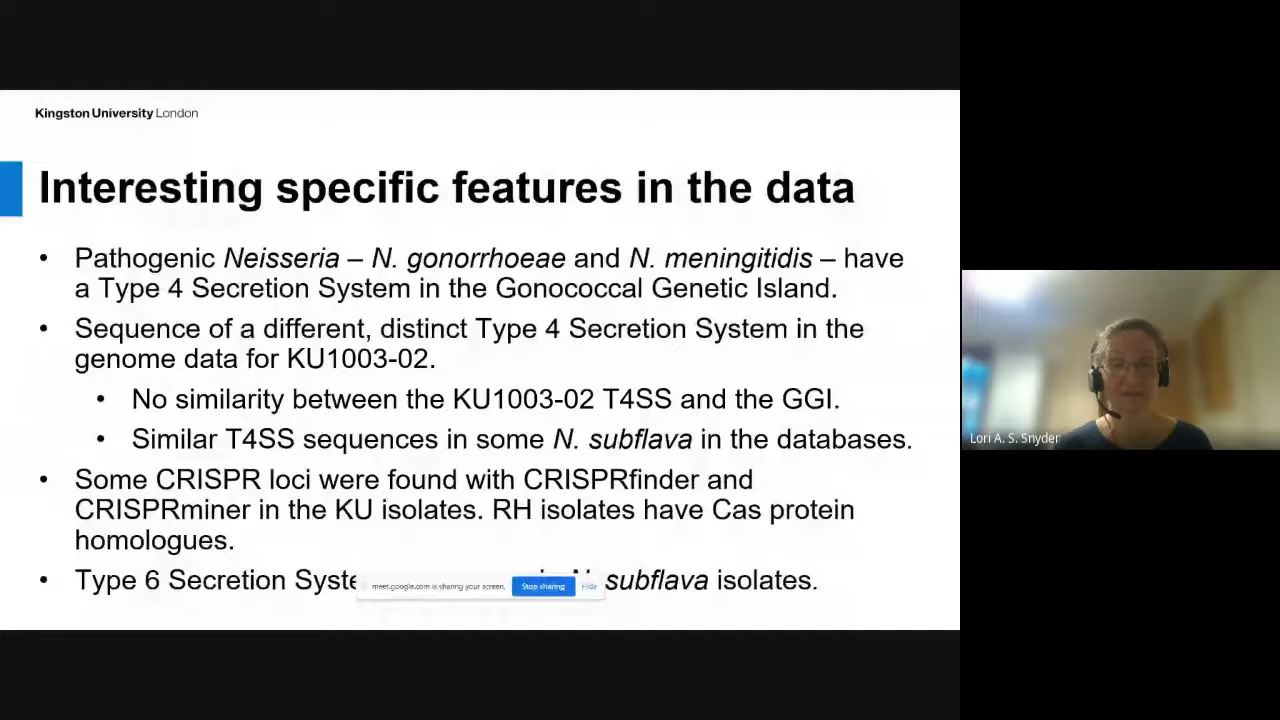 Kingston University London
Interesting specific features in the data
• Pathogenic Neisseria – N. gonorrhoeae and N. meningitidis – have
a Type 4 Secretion System in the Gonococcal Genetic Island.
• Sequence of a different, distinct Type 4 Secretion System in the
genome data for KU1003-02.
• No similarity between the KU1003-02 T4SS and the GGI.
• Similar T4SS sequences in some N. subflava in the databases.
• Some CRISPR loci were found with CRISPRfinder and
CRISPRminer in the KU isolates. RH isolates have Cas protein
homologues.
• Type 6 Secretion subflava isolates.
meet.google.com is sharing your screen. Stop sharing Hide
Lori A. S. Snyder